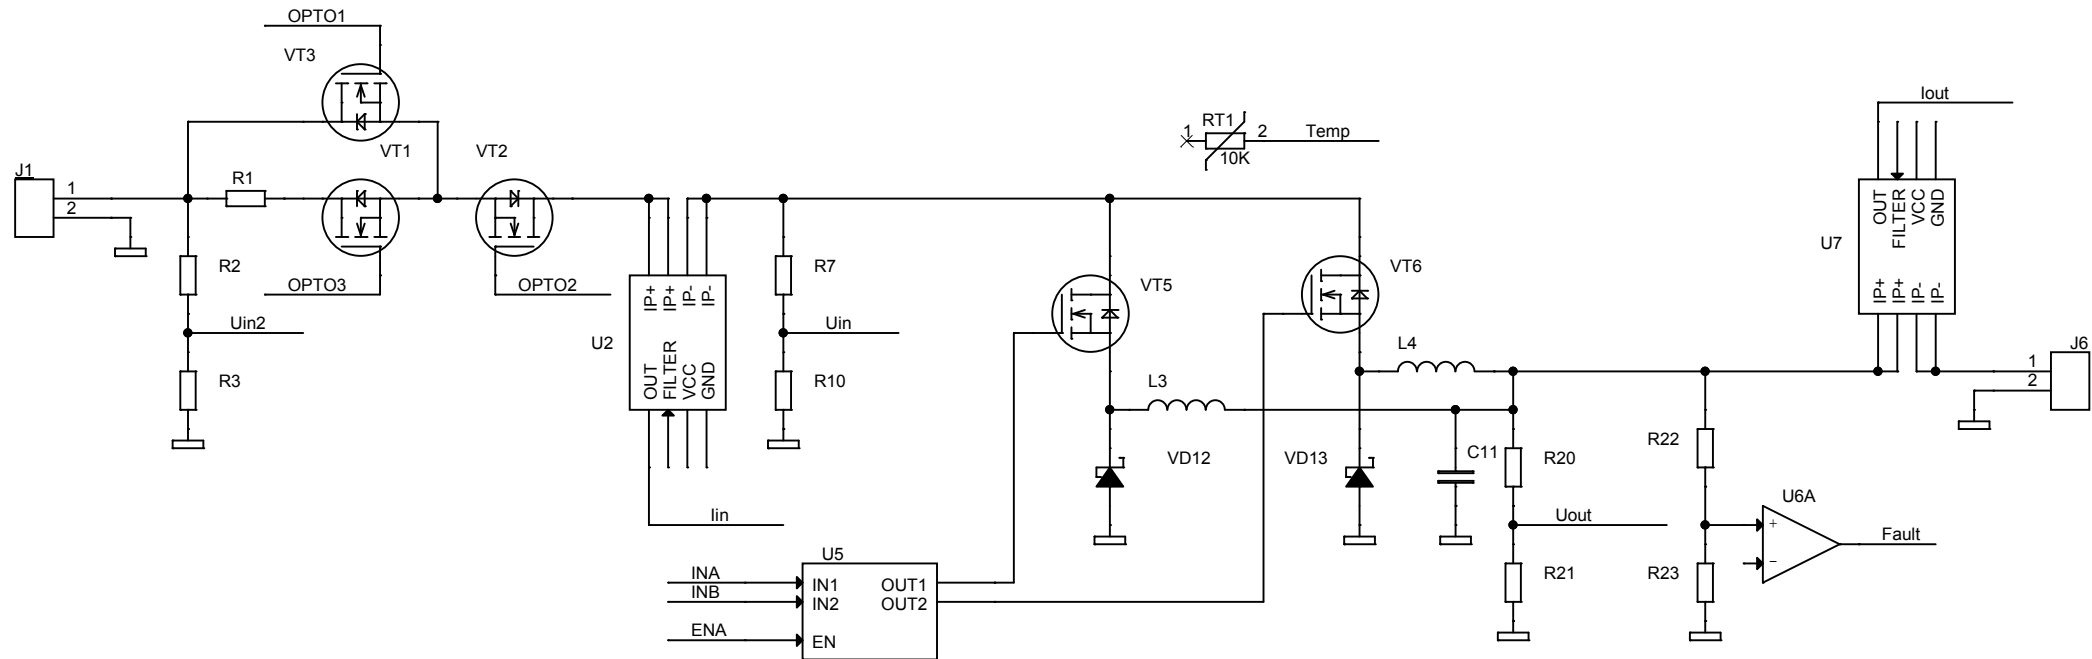 OPTO1
VT3
VT1
VT2
J1
1
2
R1
OPTO3
OPTO2
R2
Uin2
R3
U2
IP+
IP+
IP-
IP-
OUT
FILTER
VCC
GND
Iin
R7
Uin
R10
1
RT1
2
Temp
10K
VT5
VT6
L3
L4
VD12
VD13
C11
R20
Uout
R21
R22
R23
U6A
+
−
Fault
Iout
U7
OUT
FILTER
VCC
GND
IP+
IP+
IP-
IP-
J6
1
2
U5
INA
INB
ENA
IN1
IN2
EN
OUT1
OUT2